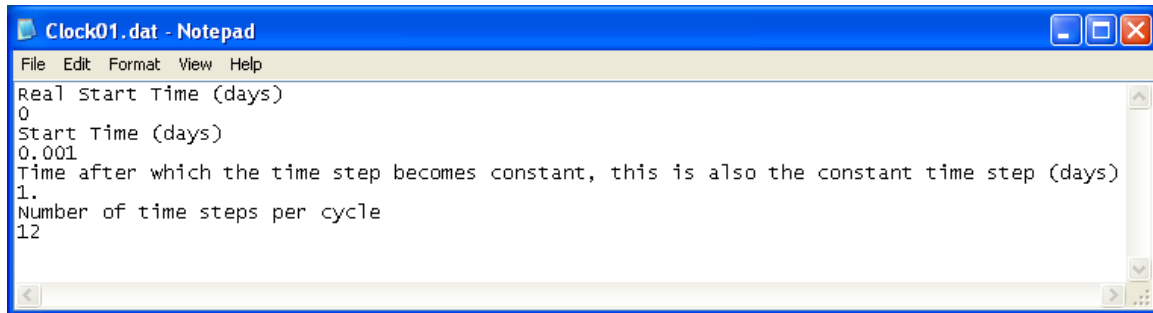 Clock01.dat - Notepad
File Edit Format View Help
Real Start Time (days)
0
Start Time (days)
0.001
Time after which the time step becomes constant, this is also the constant time step (days)
1.
Number of time steps per cycle
12